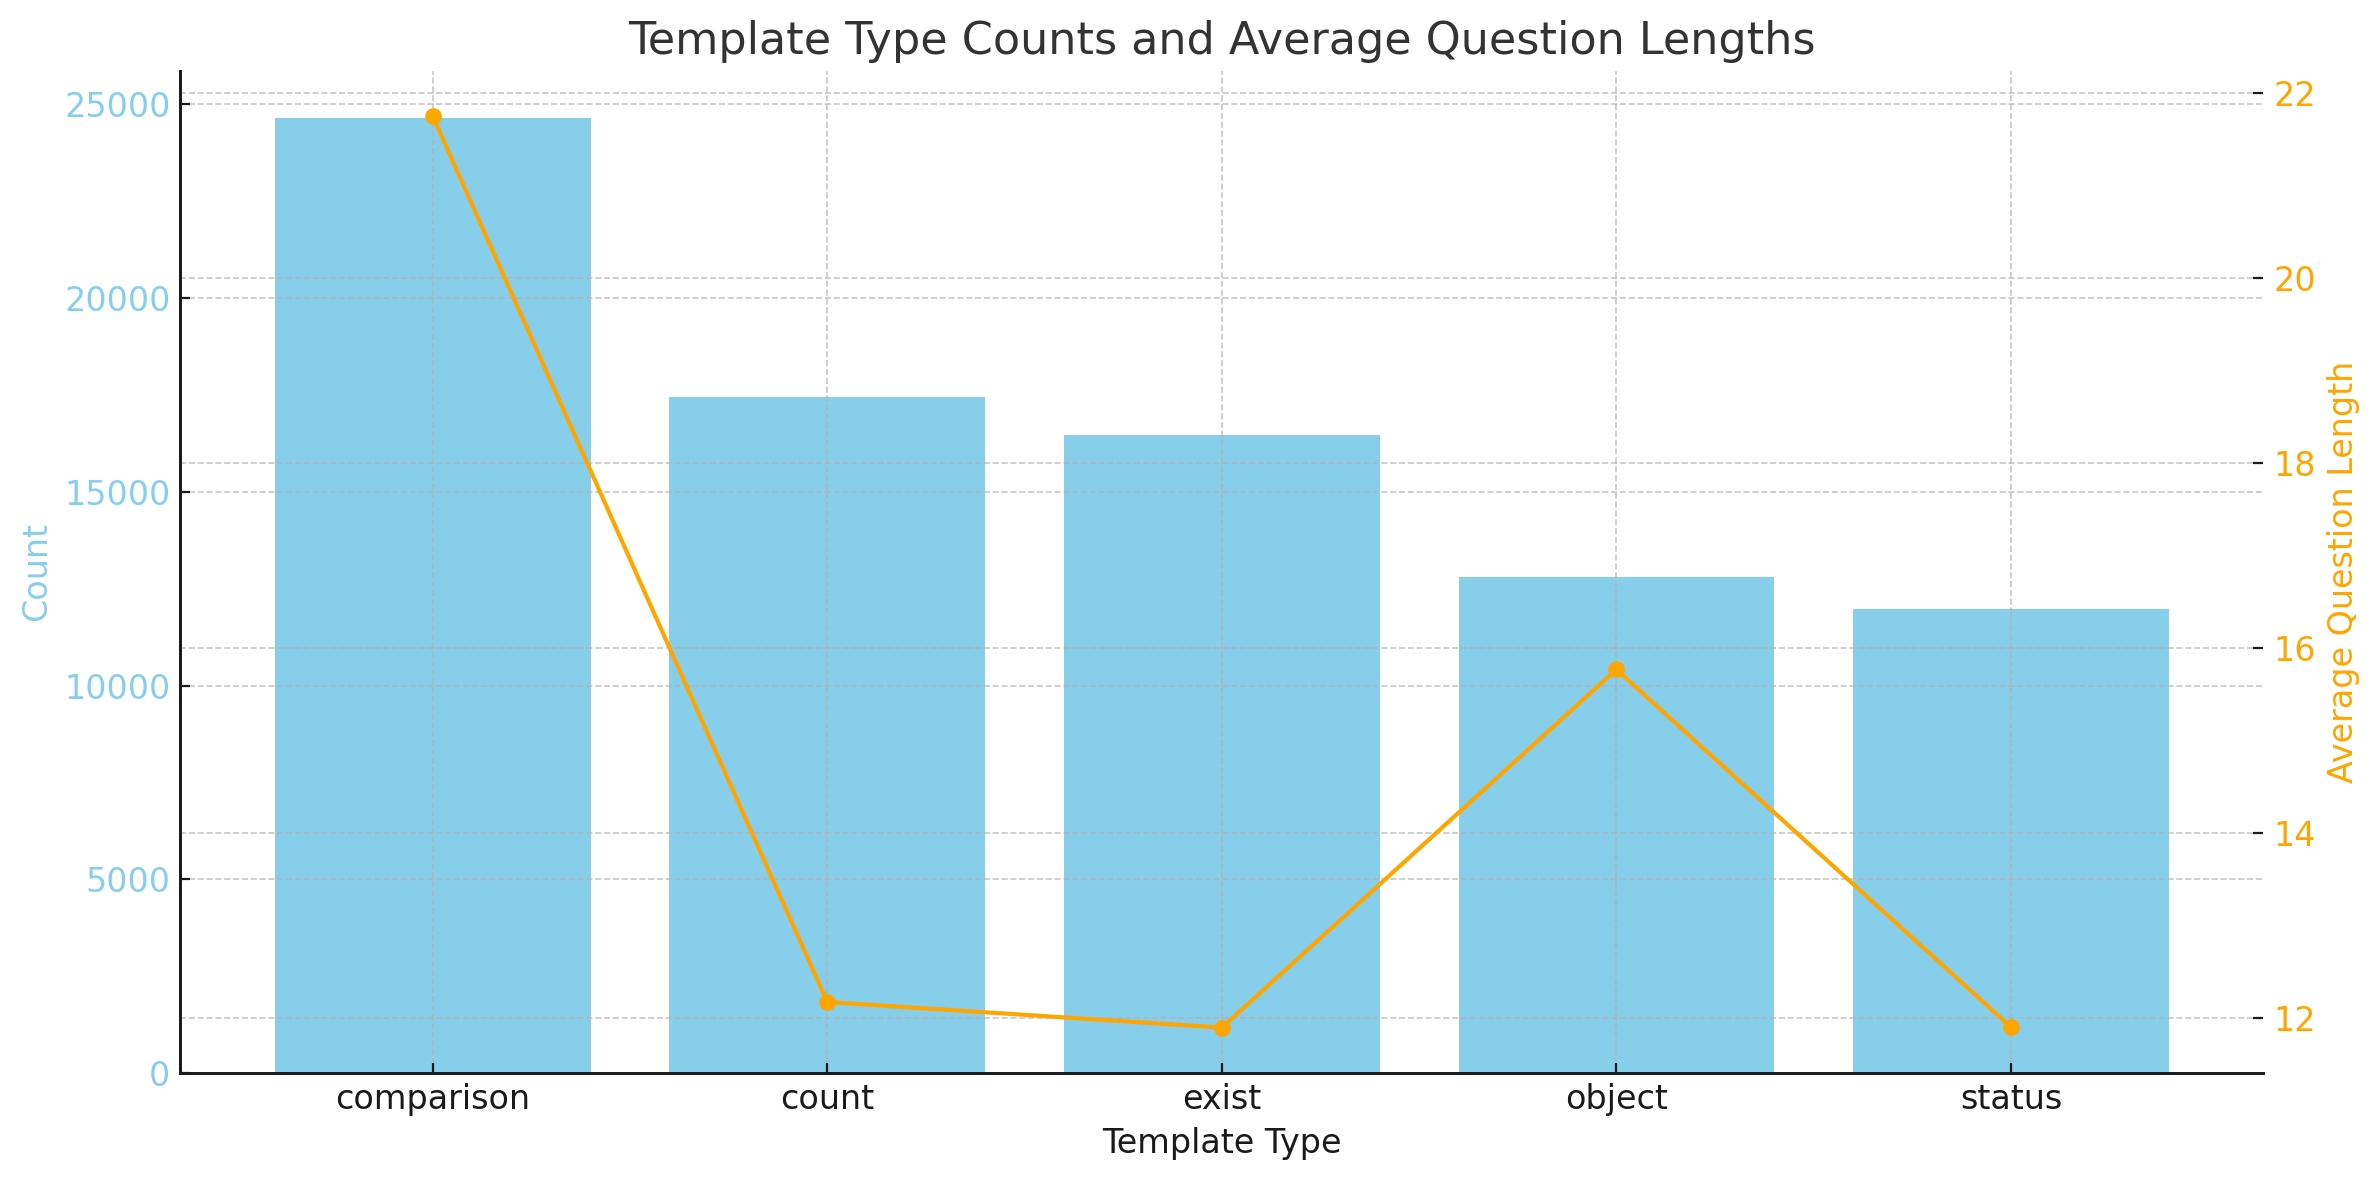 Template Type Counts and Average Question Lengths
25000
20000
15000
10000
5000
0
Count
22
20
18
16
14
12
Average Question Length
comparison count exist object status
Template Type